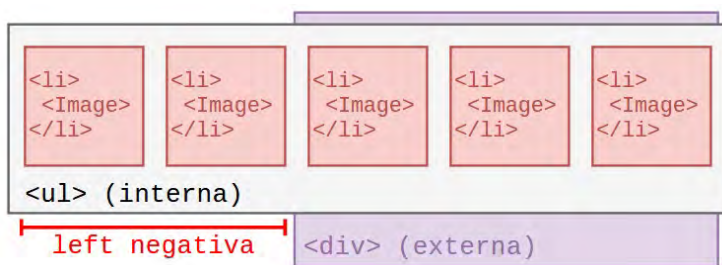 <li>
<Image>
</li>
<li>
<Image>
</li>
<li>
<Image>
</li>
<li>
<Image>
</li>
<li>
<Image>
</li>
<ul> (interna)
left negativa
<div> (externa)